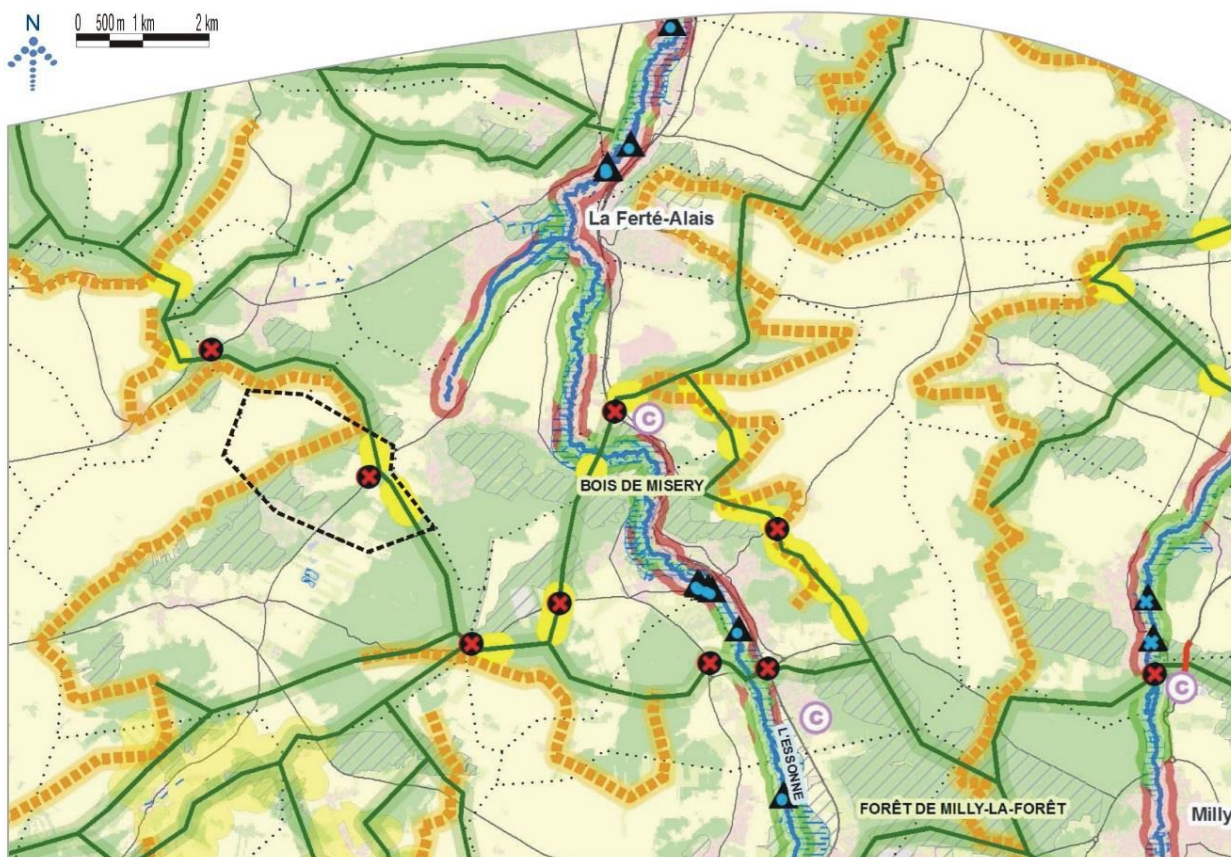 N
0 500 m 1 km 2 km
La Ferté-Alais
C
BOIS DE MISERY
C
C
L'ESSONNE
FORÊT DE MILLY-LA-FORÊT
Milly